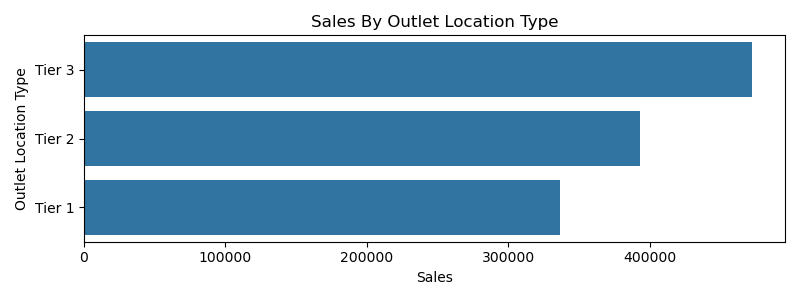 Sales By Outlet Location Type
Outlet Location Type
Tier 3
Tier 2
Tier 1
0 100000 200000 300000 400000
Sales